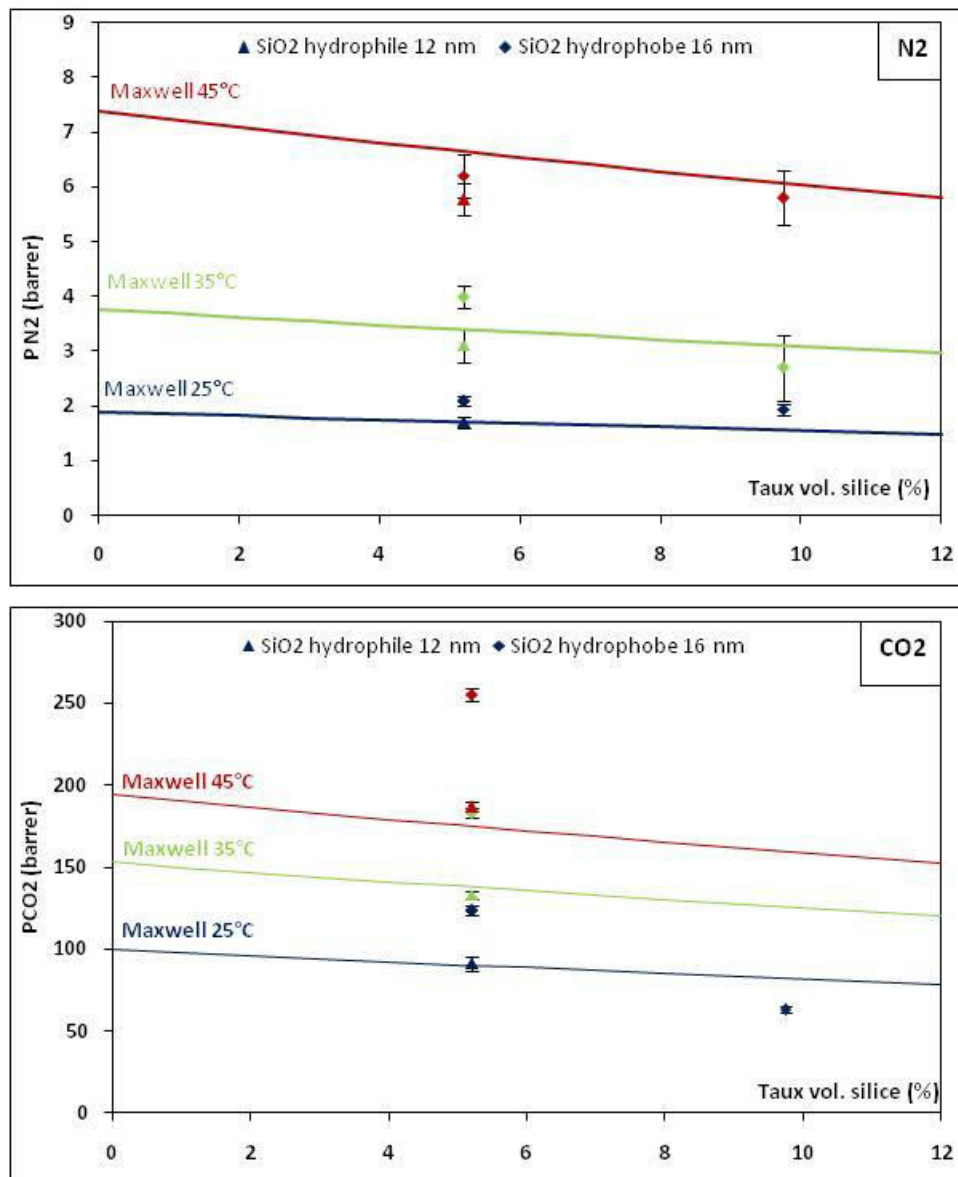 9
SiO2 hydrophile 12 nm SiO2 hydrophobe 16 nm
N2
8
Maxwell 45°C
7
6
5
PN2 (barrer)
Maxwell 35°C
4
3
Maxwell 25°C
2
1
Taux vol. silice (%)
0
0 2 4 6 8 10 12
300
SiO2 hydrophile 12 nm SiO2 hydrophobe 16 nm
CO2
250
200
Maxwell 45°C
PCO2 (barrer)
Maxwell 35°C
150
Maxwell 25°C
100
50
Taux vol. silice (%)
0
0 2 4 6 8 10 12